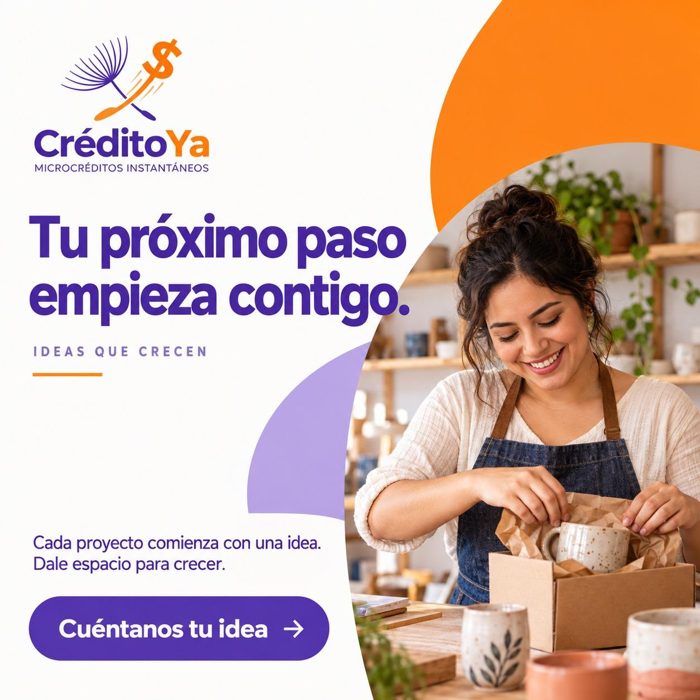 $
CréditoYa
MICROCRÉDITOS INSTANTÁNEOS
Tu próximo paso
empieza contigo.
IDEAS QUE CRECEN
Cada proyecto comienza con una idea.
Dale espacio para crecer.
Cuéntanos tu idea →